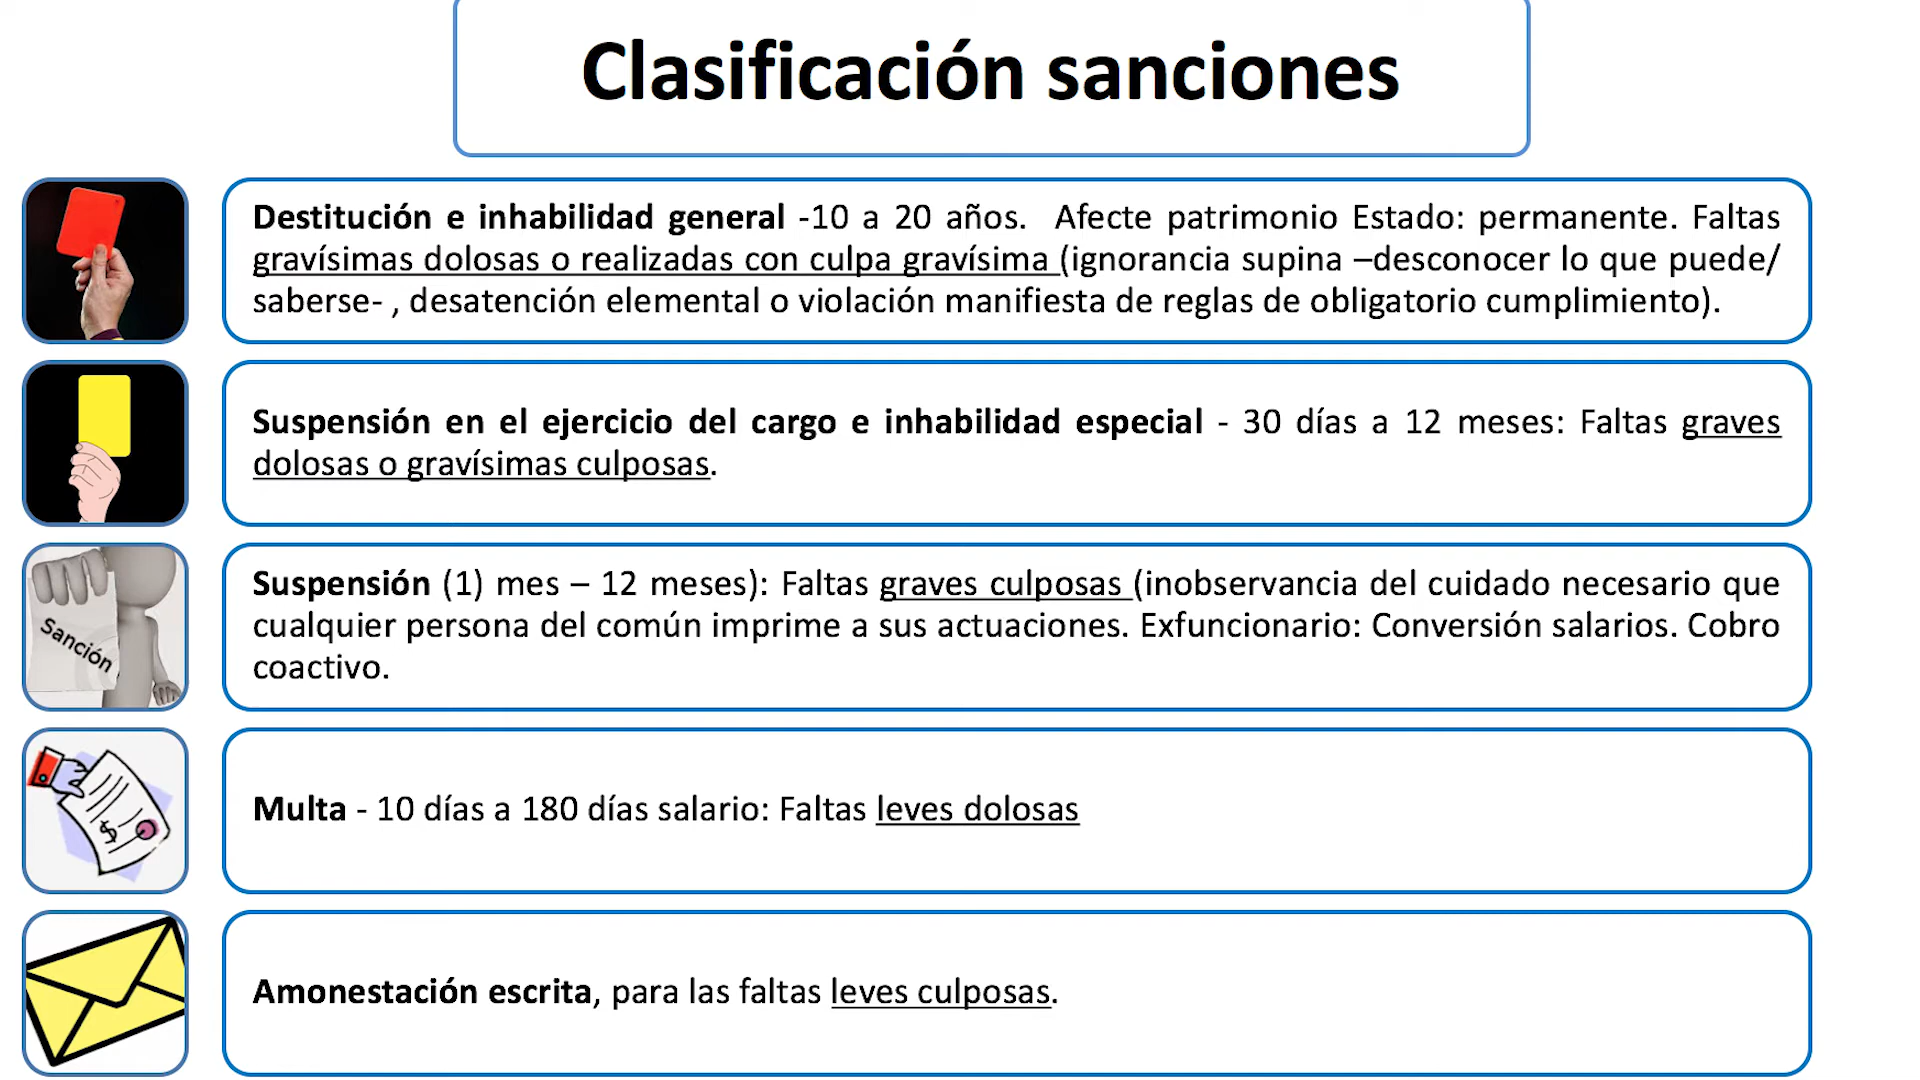 Clasificación sanciones
Destitución e inhabilidad general -10 a 20 años. Afecte patrimonio Estado: permanente. Faltas
gravísimas dolosas o realizadas con culpa gravísima (ignorancia supina –desconocer lo que puede/
saberse- , desatención elemental o violación manifiesta de reglas de obligatorio cumplimiento).
Suspensión en el ejercicio del cargo e inhabilidad especial - 30 días a 12 meses: Faltas graves
dolosas o gravísimas culposas.
Sanción
Suspensión (1) mes – 12 meses): Faltas graves culposas (inobservancia del cuidado necesario que
cualquier persona del común imprime a sus actuaciones. Exfuncionario: Conversión salarios. Cobro
coactivo.
$
Multa - 10 días a 180 días salario: Faltas leves dolosas
Amonestación escrita, para las faltas leves culposas.